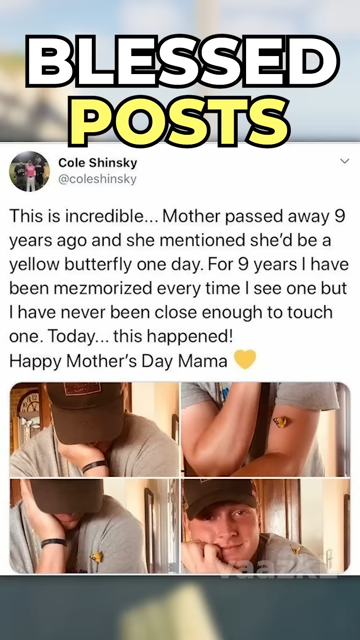 BLESSED
POSTS
Cole Shinsky
@coleshinsky
This is incredible... Mother passed away 9
years ago and she mentioned she'd be a
yellow butterfly one day. For 9 years I have
been mezmorized every time I see one but
I have never been close enough to touch
one. Today... this happened!
Happy Mother's Day Mama 💛